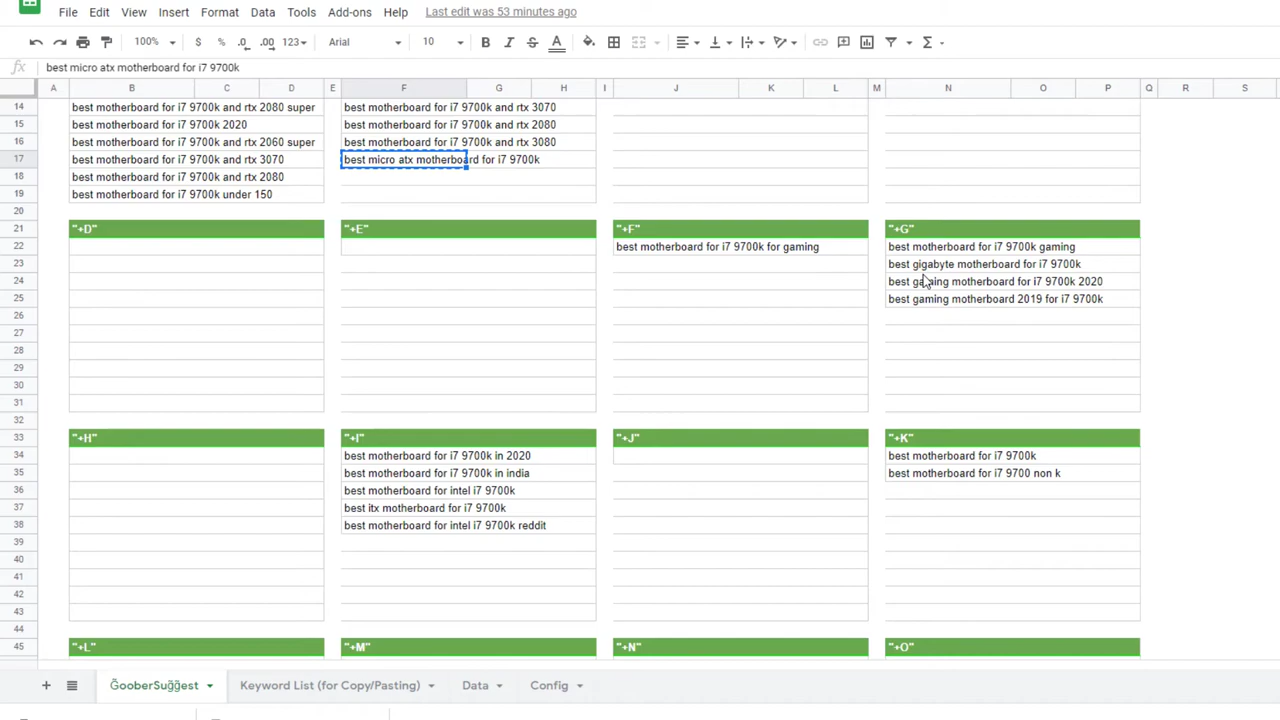 File Edit View Insert Format Data Tools Add-ons Help Last edit was 53 minutes ago
100% $ % .0 .00 123 Arial 10 B I S A Σ
fx best micro atx motherboard for i7 9700k
A B C D E F G H I J K L M N O P Q R S
14 best motherboard for i7 9700k and rtx 2080 super best motherboard for i7 9700k and rtx 3070
15 best motherboard for i7 9700k 2020 best motherboard for i7 9700k and rtx 2080
16 best motherboard for i7 9700k and rtx 2060 super best motherboard for i7 9700k and rtx 3080
17 best motherboard for i7 9700k and rtx 3070 best micro atx motherboard for i7 9700k
18 best motherboard for i7 9700k and rtx 2080
19 best motherboard for i7 9700k under 150
20
21 "+D" "+E" "+F" "+G"
22 best motherboard for i7 9700k for gaming best motherboard for i7 9700k gaming
23 best gigabyte motherboard for i7 9700k
24 best gaming motherboard for i7 9700k 2020
25 best gaming motherboard 2019 for i7 9700k
26
27
28
29
30
31
32
33 "+H" "+I" "+J" "+K"
34 best motherboard for i7 9700k in 2020 best motherboard for i7 9700k
35 best motherboard for i7 9700k in india best motherboard for i7 9700 non k
36 best motherboard for intel i7 9700k
37 best itx motherboard for i7 9700k
38 best motherboard for intel i7 9700k reddit
39
40
41
42
43
44
45 "+L" "+M" "+N" "+O"
+ G̃ooberSug̃g̃est Keyword List (for Copy/Pasting) Data Config